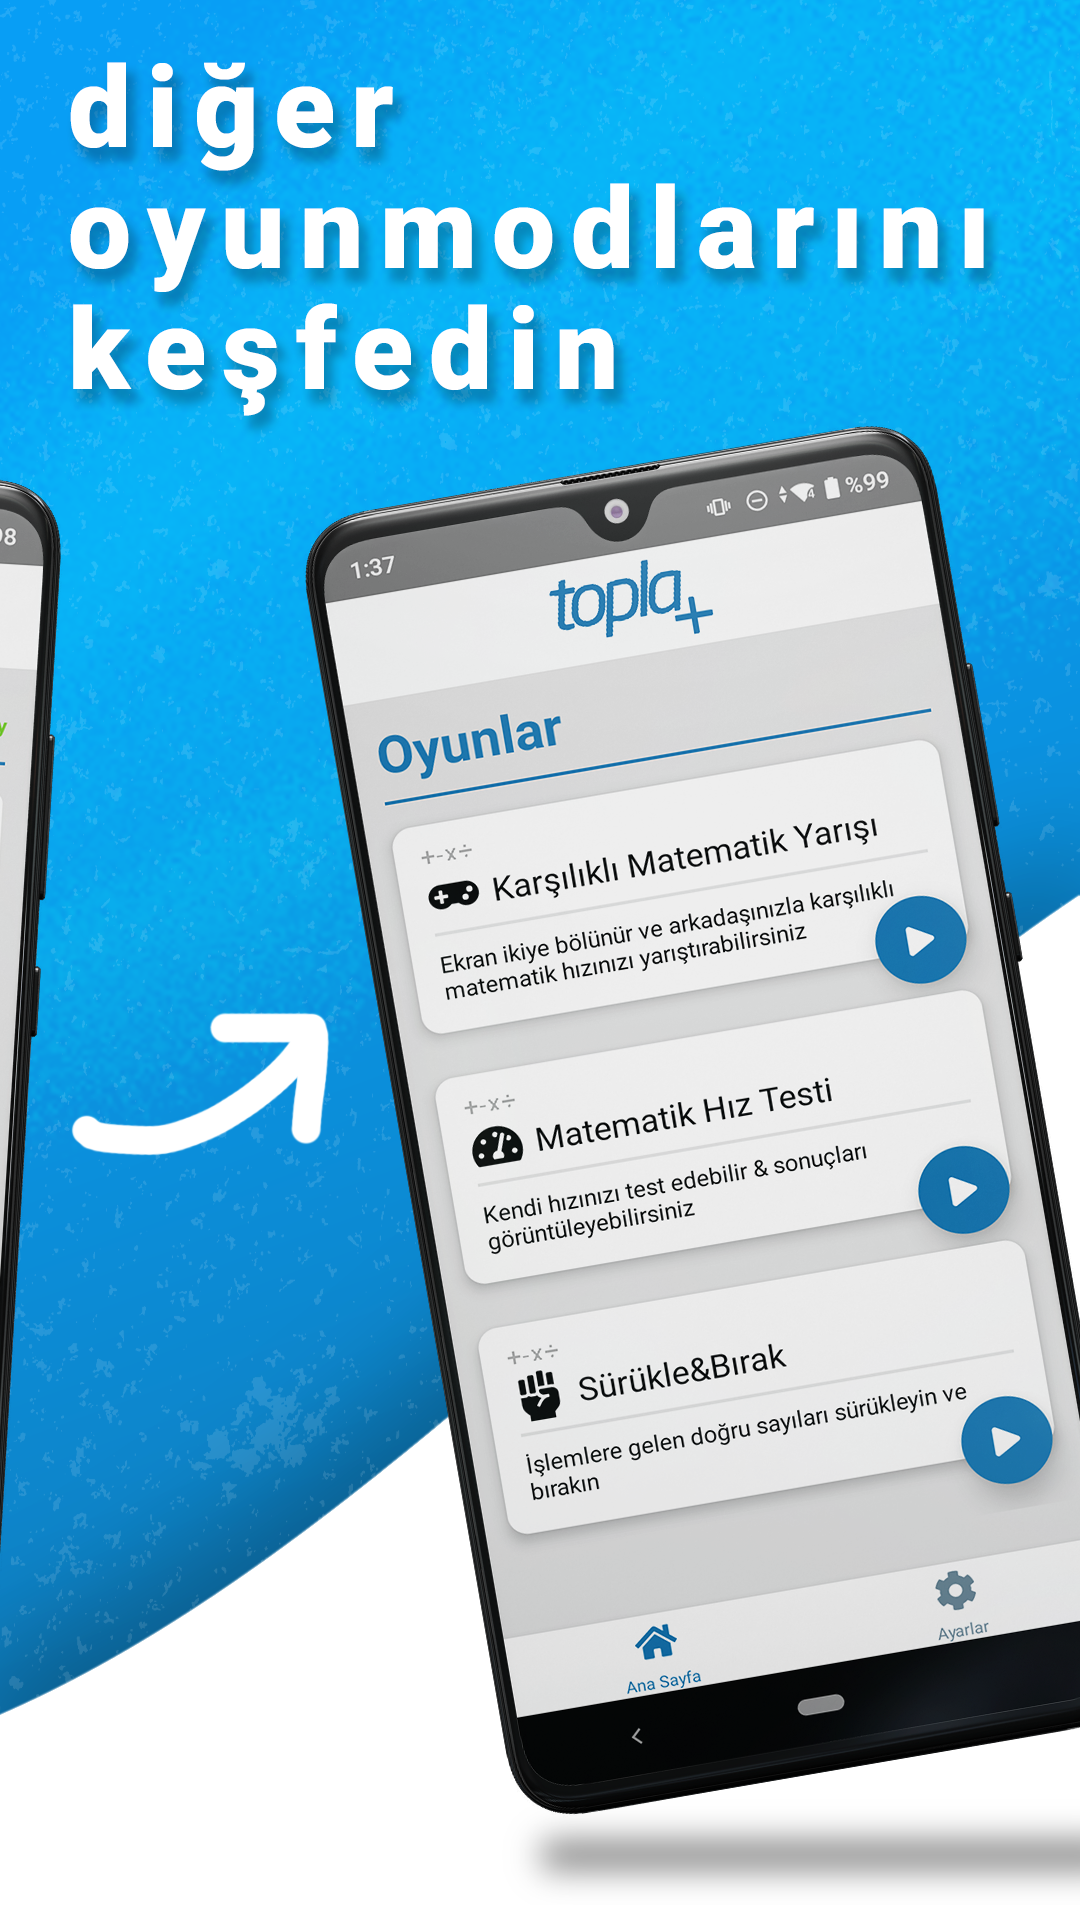 diğer
oyunmodlarını
keşfedin
98
y
1:37
4
%99
topla+
Oyunlar
+-x÷
Karşılıklı Matematik Yarışı
Ekran ikiye bölünür ve arkadaşınızla karşılıklı
matematik hızınızı yarıştırabilirsiniz
+-x÷
Matematik Hız Testi
Kendi hızınızı test edebilir & sonuçları
görüntüleyebilirsiniz
+-x÷
Sürükle&Bırak
İşlemlere gelen doğru sayıları sürükleyin ve
bırakın
Ana Sayfa
Ayarlar